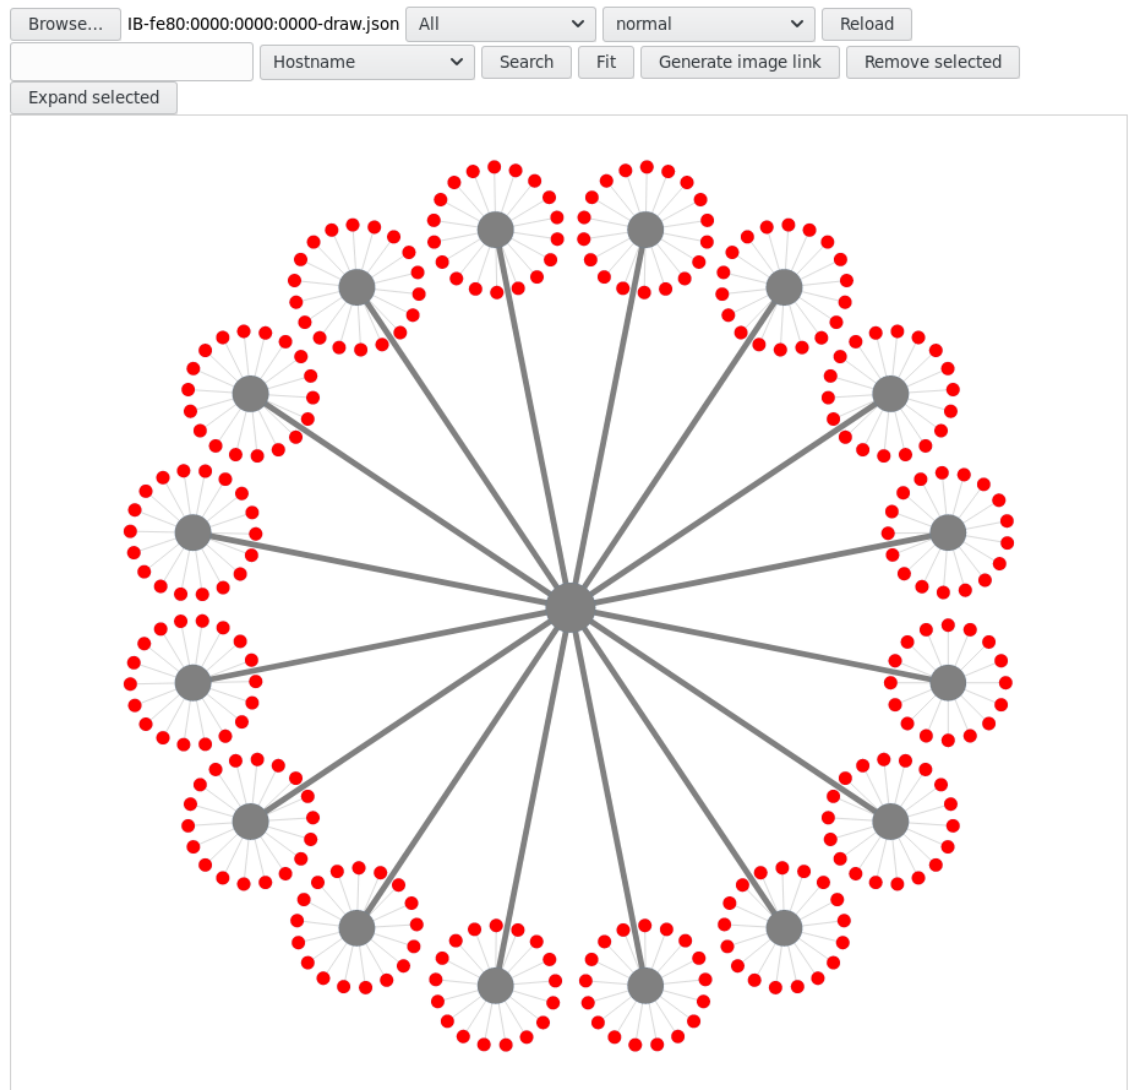 Browse... IB-fe80:0000:0000:0000-draw.json All normal Reload
Hostname Search Fit Generate image link Remove selected
Expand selected